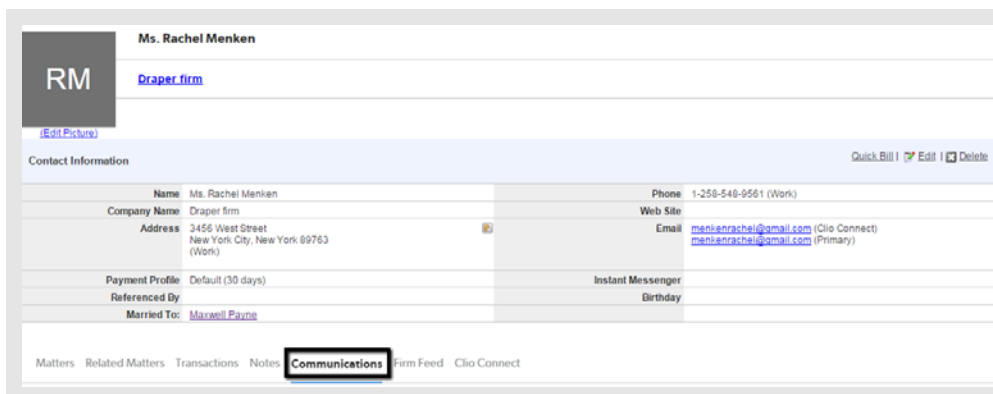 Ms. Rachel Menken
RM
Draper firm
(Edit Picture)
Contact Information
Quick Bill | Edit | Delete
Name Ms. Rachel Menken Phone 1-258-548-9561 (Work)
Company Name Draper firm Web Site
Address 3456 West Street Email menkenrachel@gmail.com (Clio Connect)
New York City, New York 89763 menkenrachel@gmail.com (Primary)
(Work)
Payment Profile Default (30 days) Instant Messenger
Referenced By Birthday
Married To: Maxwell Payne
Matters Related Matters Transactions Notes Communications Firm Feed Clio Connect